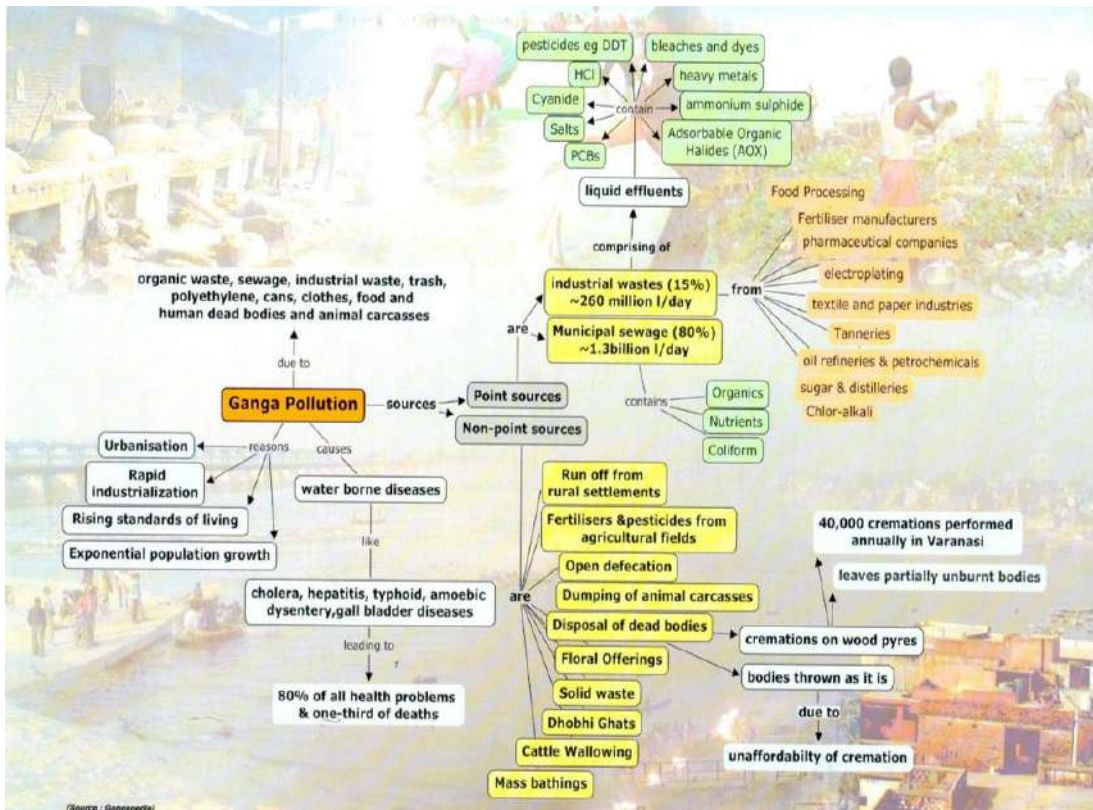 pesticides eg DDT
bleaches and dyes
HCl
heavy metals
Cyanide
contain
ammonium sulphide
Salts
Adsorbable Organic
Halides (AOX)
PCBs
liquid effluents
comprising of
Food Processing
Fertiliser manufacturers
pharmaceutical companies
electroplating
from
textile and paper industries
Tanneries
oil refineries & petrochemicals
sugar & distilleries
Chlor-alkali
organic waste, sewage, industrial waste, trash,
polyethylene, cans, clothes, food and
human dead bodies and animal carcasses
due to
industrial wastes (15%)
~260 million l/day
are
Municipal sewage (80%)
~1.3billion l/day
contains
Organics
Nutrients
Coliform
Ganga Pollution
sources
Point sources
Non-point sources
reasons
causes
Urbanisation
Rapid
industrialization
Rising standards of living
Exponential population growth
water borne diseases
like
cholera, hepatitis, typhoid, amoebic
dysentery,gall bladder diseases
leading to
80% of all health problems
& one-third of deaths
are
Run off from
rural settlements
Fertilisers &pesticides from
agricultural fields
Open defecation
Dumping of animal carcasses
Disposal of dead bodies
Floral Offerings
Solid waste
Dhobhi Ghats
Cattle Wallowing
Mass bathings
40,000 cremations performed
annually in Varanasi
leaves partially unburnt bodies
cremations on wood pyres
bodies thrown as it is
due to
unaffordabilty of cremation
(Source :